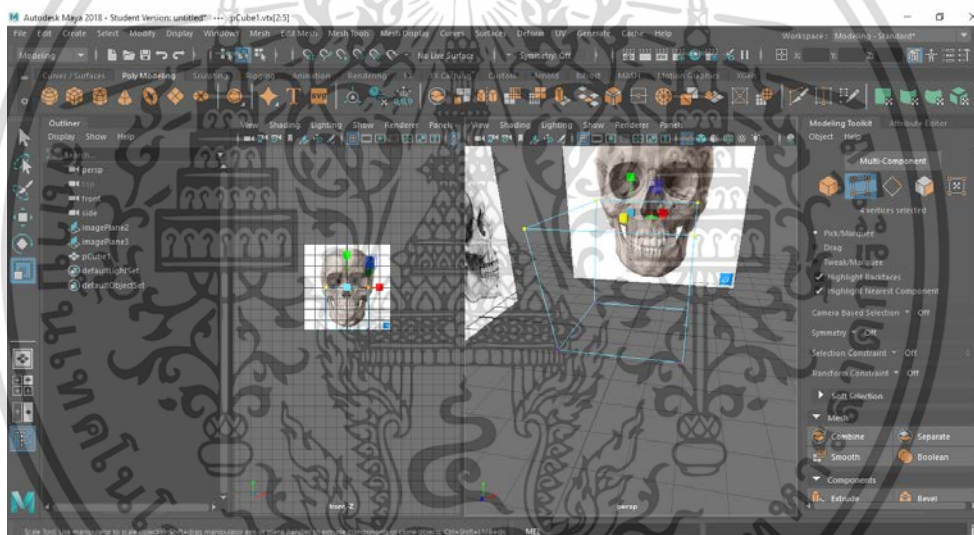 Autodesk Maya 2018 - Student Version: untitled* --- pCube1.vtx[2:5]
File Edit Create Select Modify Display Windows Mesh Edit Mesh Mesh Tools Mesh Display Curves Surfaces Deform UV Generate Cache Help
Workspace : Modeling - Standard*
Modeling No Live Surface Symmetry: Off X: Y: Z:
Curves / Surfaces Poly Modeling Sculpting Rigging Animation Rendering FX FX Caching Custom Arnold Bifrost MASH Motion Graphics XGen
Outliner
Display Show Help
Search...
persp
top
front
side
imagePlane2
imagePlane3
pCube1
defaultLightSet
defaultObjectSet
View Shading Lighting Show Renderer Panels
front -Z
View Shading Lighting Show Renderer Panels
persp
Modeling Toolkit Attribute Editor
Object Help
Multi-Component
4 vertices selected
Pick/Marquee
Drag
Tweak/Marquee
Highlight Backfaces
Highlight Nearest Component
Camera Based Selection Off
Symmetry Off
Selection Constraint Off
Transform Constraint Off
Soft Selection
Mesh
Combine Separate
Smooth Boolean
Components
Extrude Bevel
MEL